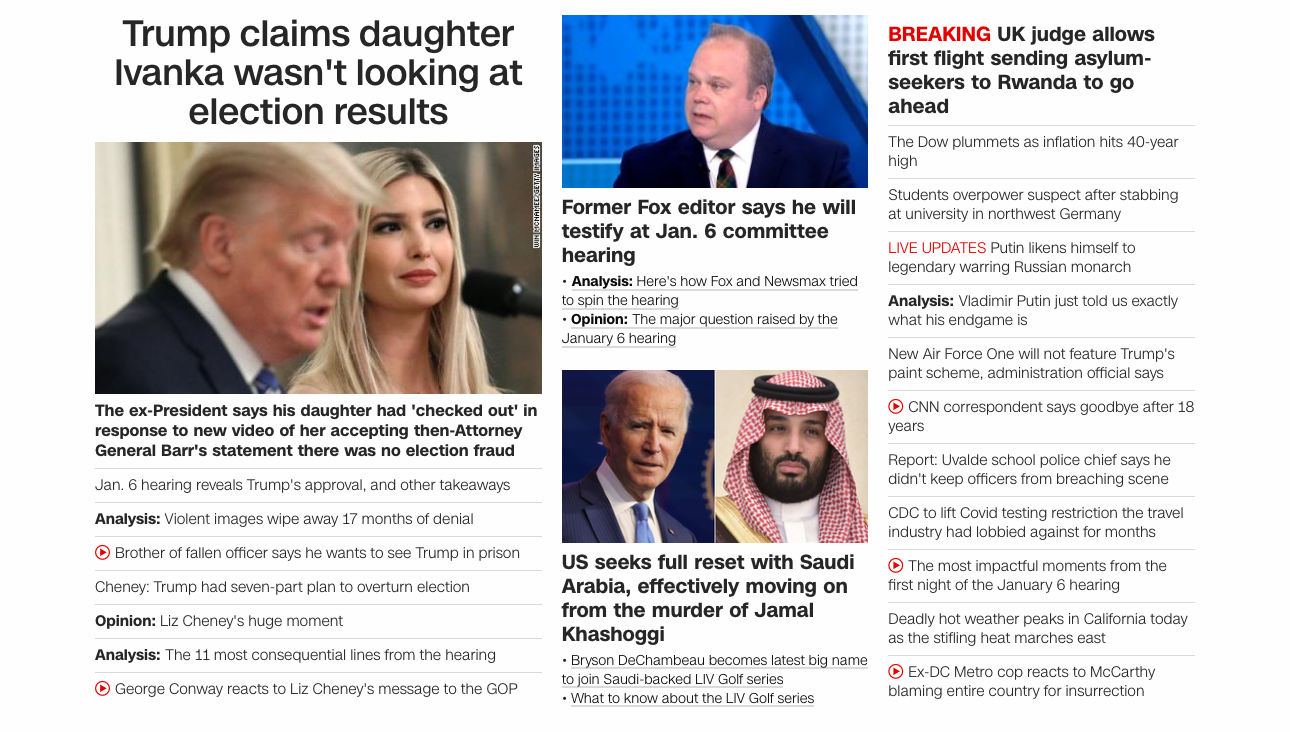 Trump claims daughter
Ivanka wasn't looking at
election results
WIN MCNAMEE/GETTY IMAGES
The ex-President says his daughter had 'checked out' in
response to new video of her accepting then-Attorney
General Barr's statement there was no election fraud
Jan. 6 hearing reveals Trump's approval, and other takeaways
Analysis: Violent images wipe away 17 months of denial
Brother of fallen officer says he wants to see Trump in prison
Cheney: Trump had seven-part plan to overturn election
Opinion: Liz Cheney's huge moment
Analysis: The 11 most consequential lines from the hearing
George Conway reacts to Liz Cheney's message to the GOP
Former Fox editor says he will
testify at Jan. 6 committee
hearing
• Analysis: Here's how Fox and Newsmax tried
to spin the hearing
• Opinion: The major question raised by the
January 6 hearing
US seeks full reset with Saudi
Arabia, effectively moving on
from the murder of Jamal
Khashoggi
• Bryson DeChambeau becomes latest big name
to join Saudi-backed LIV Golf series
• What to know about the LIV Golf series
BREAKING UK judge allows
first flight sending asylum-
seekers to Rwanda to go
ahead
The Dow plummets as inflation hits 40-year
high
Students overpower suspect after stabbing
at university in northwest Germany
LIVE UPDATES Putin likens himself to
legendary warring Russian monarch
Analysis: Vladimir Putin just told us exactly
what his endgame is
New Air Force One will not feature Trump's
paint scheme, administration official says
CNN correspondent says goodbye after 18
years
Report: Uvalde school police chief says he
didn't keep officers from breaching scene
CDC to lift Covid testing restriction the travel
industry had lobbied against for months
The most impactful moments from the
first night of the January 6 hearing
Deadly hot weather peaks in California today
as the stifling heat marches east
Ex-DC Metro cop reacts to McCarthy
blaming entire country for insurrection